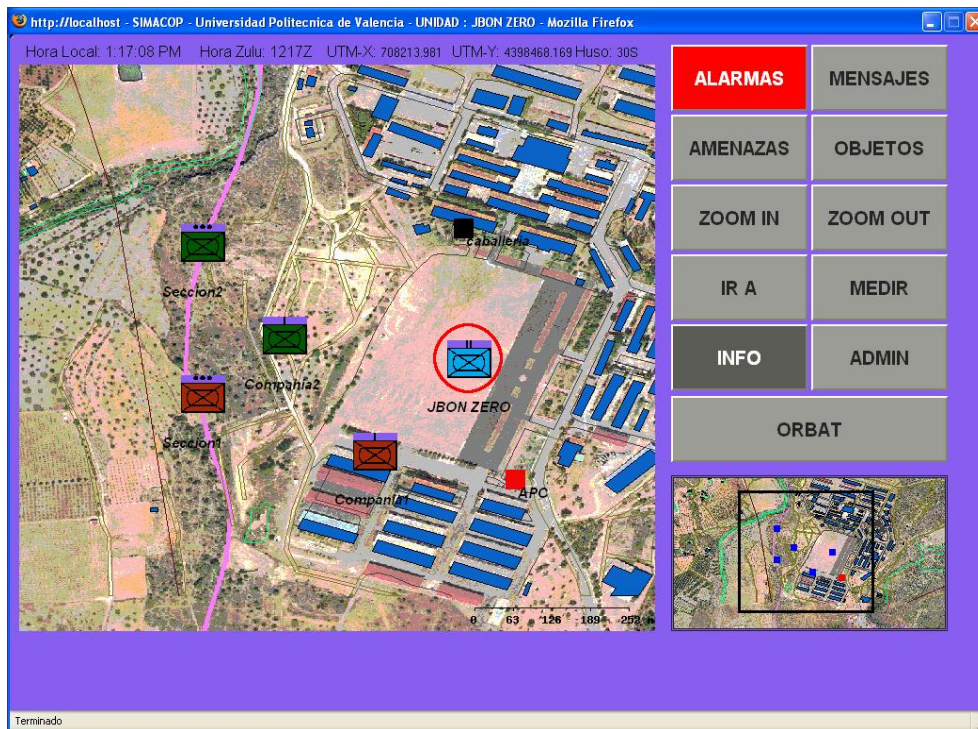 http://localhost - SIMACOP - Universidad Politecnica de Valencia - UNIDAD : JBON ZERO - Mozilla Firefox
Hora Local: 1:17:08 PM Hora Zulu: 1217Z UTM-X: 708213.981 UTM-Y: 4398468.169 Huso: 30S
ALARMAS MENSAJES
AMENAZAS OBJETOS
ZOOM IN ZOOM OUT
IR A MEDIR
INFO ADMIN
ORBAT
caballeria
Seccion2
Compañia2
JBON ZERO
Seccion1
Compañia1
APC
0 63 126 189 252
Terminado